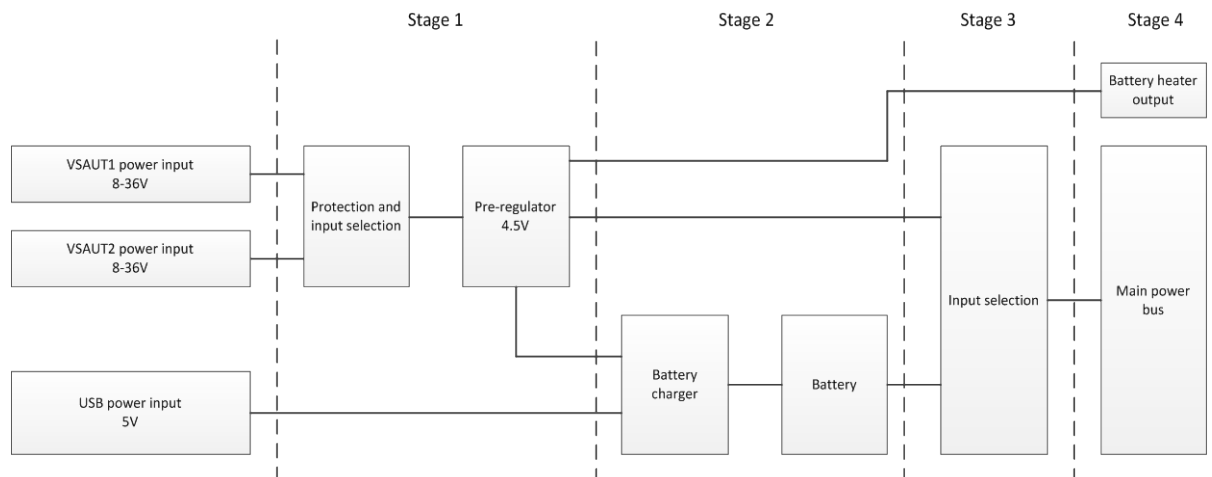 Stage 1
Stage 2
Stage 3
Stage 4
Battery heater
output
VSAUT1 power input
8-36V
VSAUT2 power input
8-36V
Protection and
input selection
Pre-regulator
4.5V
Input selection
Main power
bus
Battery
charger
Battery
USB power input
5V